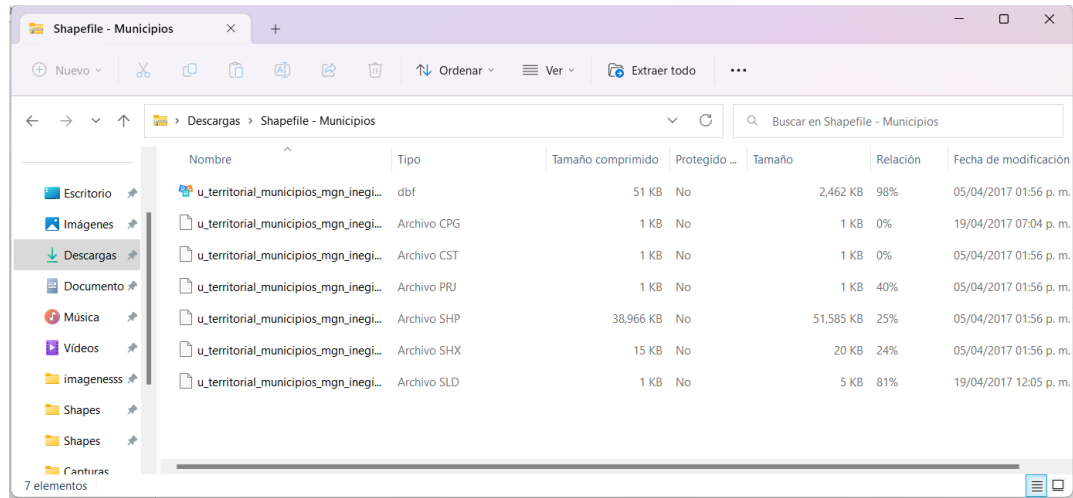 Shapefile - Municipios
Nuevo
Ordenar
Ver
Extraer todo
Descargas > Shapefile - Municipios
Buscar en Shapefile - Municipios
Nombre Tipo Tamaño comprimido Protegido ... Tamaño Relación Fecha de modificación
Escritorio
Imágenes
Descargas
Documento
Música
Vídeos
imagenesss
Shapes
Shapes
Capturas
u_territorial_municipios_mgn_inegi... dbf 51 KB No 2,462 KB 98% 05/04/2017 01:56 p. m.
u_territorial_municipios_mgn_inegi... Archivo CPG 1 KB No 1 KB 0% 19/04/2017 07:04 p. m.
u_territorial_municipios_mgn_inegi... Archivo CST 1 KB No 1 KB 0% 05/04/2017 01:56 p. m.
u_territorial_municipios_mgn_inegi... Archivo PRJ 1 KB No 1 KB 40% 05/04/2017 01:56 p. m.
u_territorial_municipios_mgn_inegi... Archivo SHP 38,966 KB No 51,585 KB 25% 05/04/2017 01:56 p. m.
u_territorial_municipios_mgn_inegi... Archivo SHX 15 KB No 20 KB 24% 05/04/2017 01:56 p. m.
u_territorial_municipios_mgn_inegi... Archivo SLD 1 KB No 5 KB 81% 19/04/2017 12:05 p. m.
7 elementos